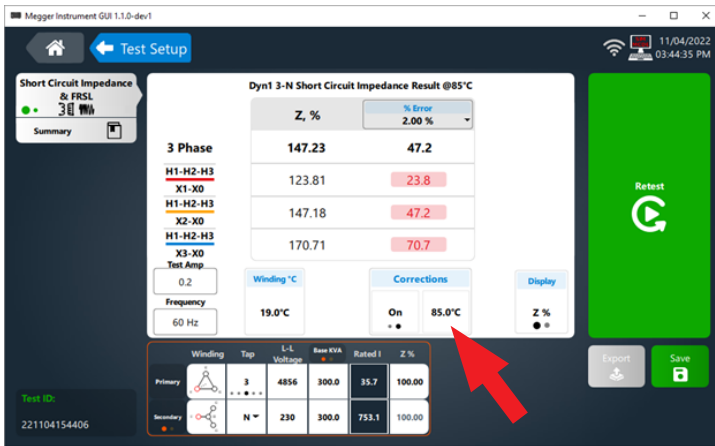 Megger Instrument GUI 1.1.0-dev1
Test Setup
11/04/2022
03:44:35 PM
Short Circuit Impedance
& FRSL
Summary
Dyn1 3-N Short Circuit Impedance Result @85°C
Z, %
% Error
2.00 %
3 Phase 147.23 47.2
H1-H2-H3
X1-X0
123.81 23.8
H1-H2-H3
X2-X0
147.18 47.2
H1-H2-H3
X3-X0
170.71 70.7
Test Amp
0.2
Frequency
60 Hz
Winding °C
19.0°C
Corrections
On 85.0°C
Display
Z %
Retest
Winding Tap L-L Voltage Base KVA Rated I Z %
Primary 3 4856 300.0 35.7 100.00
Secondary N 230 300.0 753.1 100.00
Export
Save
Test ID:
221104154406